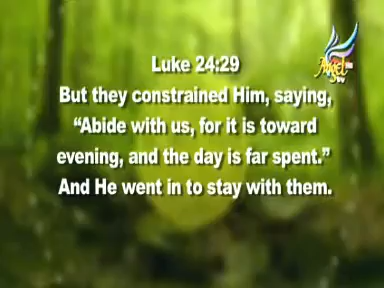 Luke 24:29
But they constrained Him, saying,
“Abide with us, for it is toward
evening, and the day is far spent.”
And He went in to stay with them.
Angel